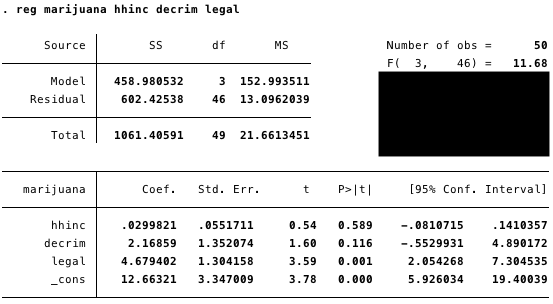 . reg marijuana hhinc decrim legal
Source SS df MS Number of obs = 50
F( 3, 46) = 11.68
Model 458.980532 3 152.993511
Residual 602.42538 46 13.0962039
Total 1061.40591 49 21.6613451
marijuana Coef. Std. Err. t P>|t| [95% Conf. Interval]
hhinc .0299821 .0551711 0.54 0.589 -.0810715 .1410357
decrim 2.16859 1.352074 1.60 0.116 -.5529931 4.890172
legal 4.679402 1.304158 3.59 0.001 2.054268 7.304535
_cons 12.66321 3.347009 3.78 0.000 5.926034 19.40039